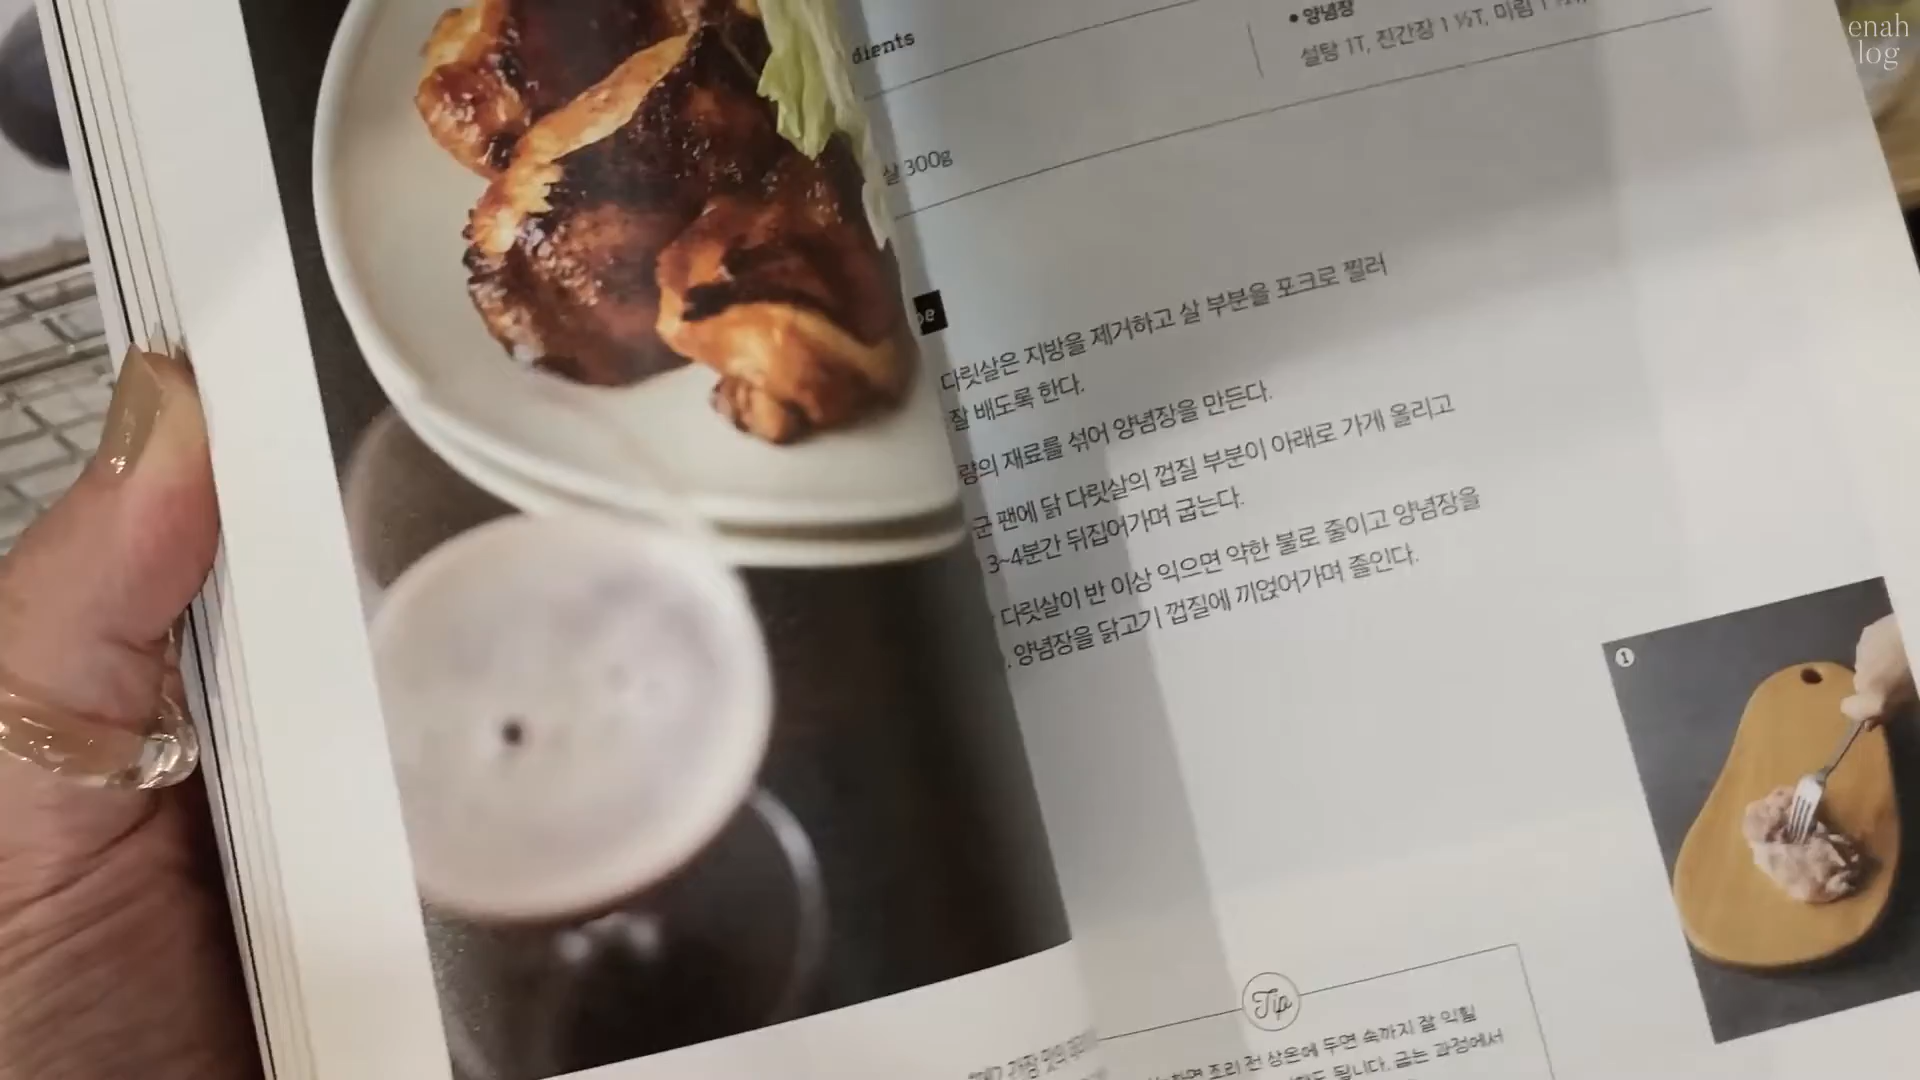 enah
log
dients
• 양념장
설탕 1T, 진간장 1 ½T, 미림 1
살 300g
다릿살은 지방을 제거하고 살 부분을 포크로 찔러
잘 배도록 한다.
량의 재료를 섞어 양념장을 만든다.
군 팬에 닭 다릿살의 껍질 부분이 아래로 가게 올리고
3~4분간 뒤집어가며 굽는다.
다릿살이 반 이상 익으면 약한 불로 줄이고 양념장을
. 양념장을 닭고기 껍질에 끼얹어가며 졸인다.
1
Tip
조리 전 상온에 두면 속까지 잘 익힐
됩니다. 굽는 과정에서